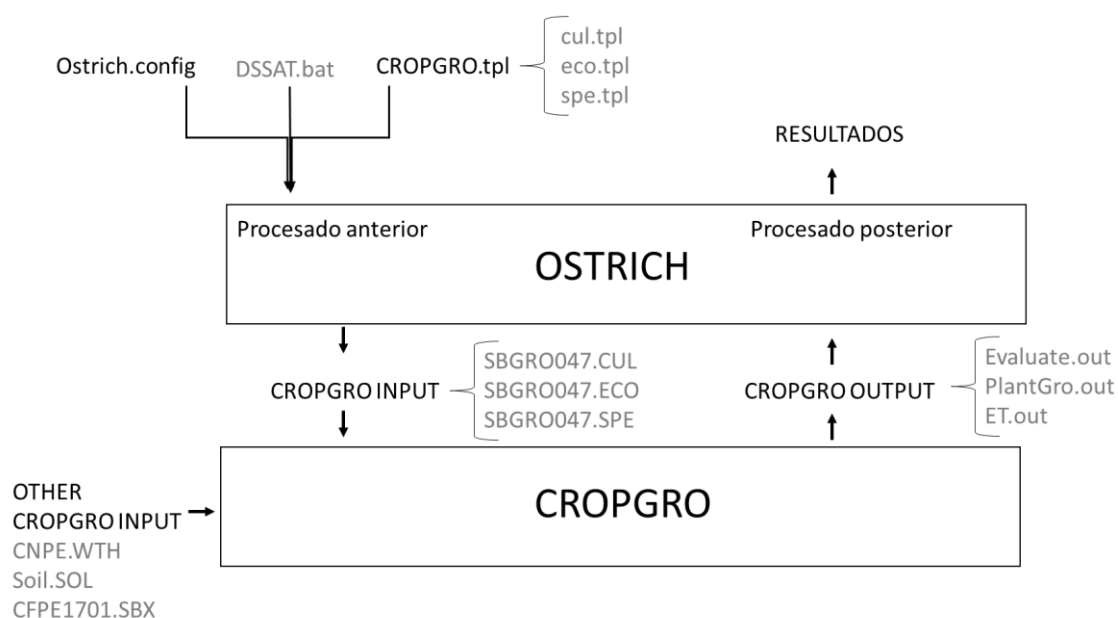 Ostrich.config
DSSAT.bat
CROPGRO.tpl
cul.tpl
eco.tpl
spe.tpl
RESULTADOS
Procesado anterior
Procesado posterior
OSTRICH
CROPGRO INPUT
SBGRO047.CUL
SBGRO047.ECO
SBGRO047.SPE
CROPGRO OUTPUT
Evaluate.out
PlantGro.out
ET.out
OTHER
CROPGRO INPUT
CNPE.WTH
Soil.SOL
CFPE1701.SBX
CROPGRO